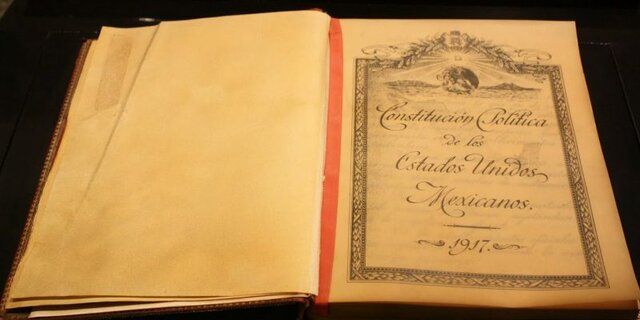 Constitución Política
de los
Estados Unidos
Mexicanos.
1917.